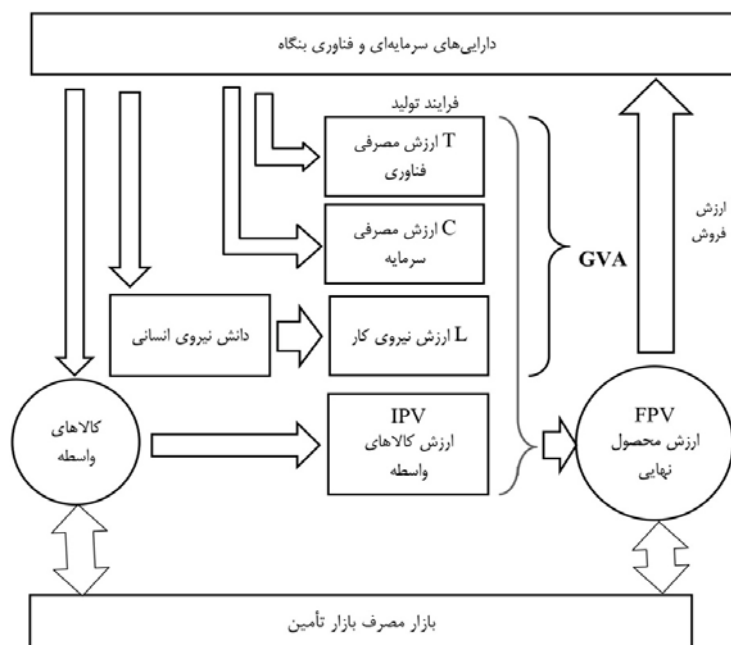 دارایی‌های سرمایه‌ای و فناوری بنگاه
فرایند تولید
T ارزش مصرفی
فناوری
C ارزش مصرفی
سرمایه
GVA
ارزش
فروش
دانش نیروی انسانی
L ارزش نیروی کار
کالاهای
واسطه
IPV
ارزش کالاهای
واسطه
FPV
ارزش محصول
نهایی
بازار مصرف بازار تأمین